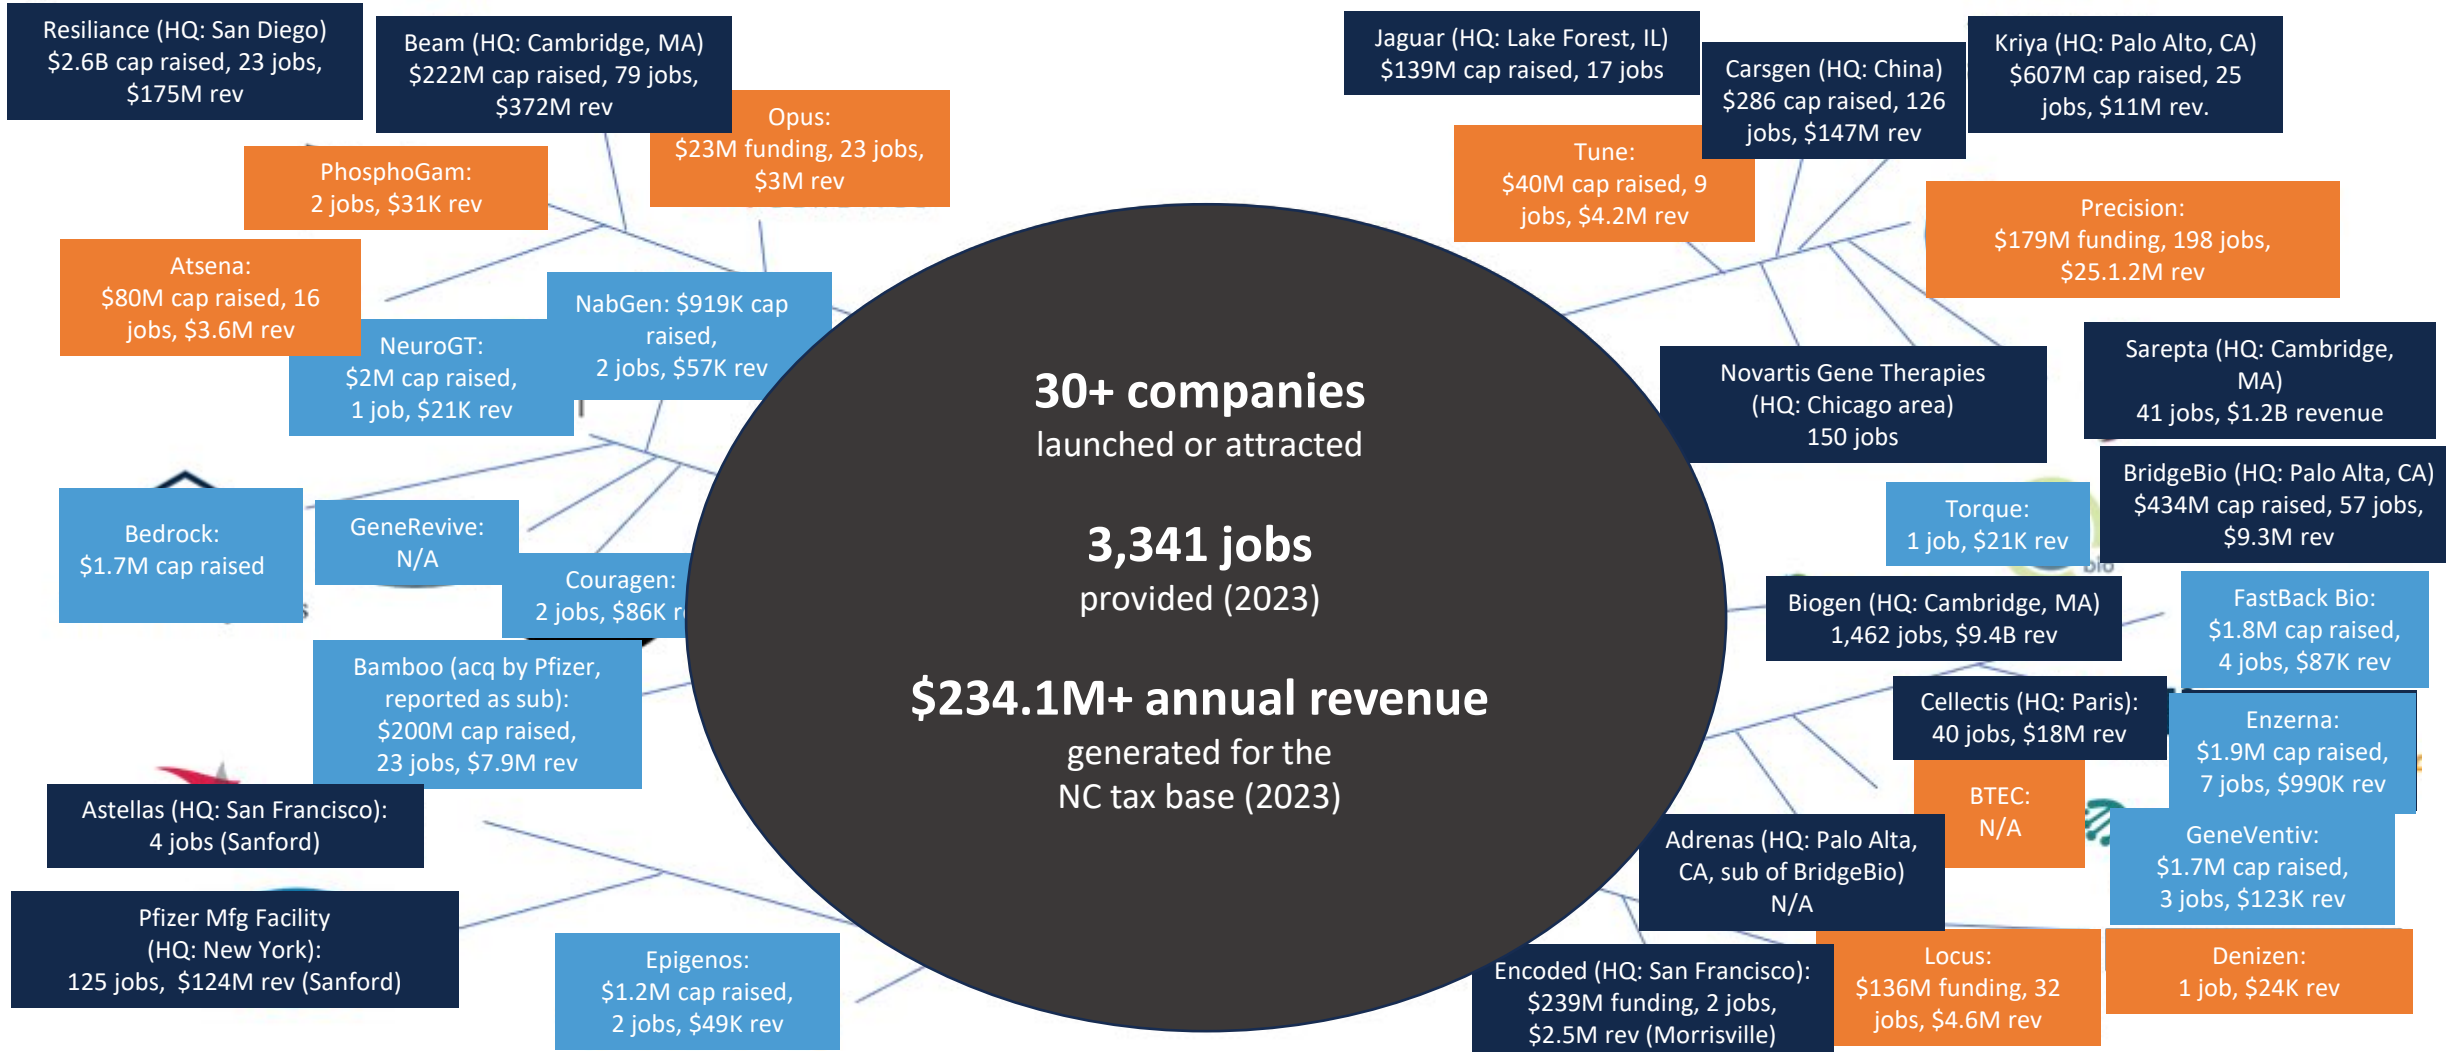 Resiliance (HQ: San Diego)
$2.6B cap raised, 23 jobs,
$175M rev
Beam (HQ: Cambridge, MA)
$222M cap raised, 79 jobs,
$372M rev
Opus:
$23M funding, 23 jobs,
$3M rev
PhosphoGam:
2 jobs, $31K rev
Atsena:
$80M cap raised, 16
jobs, $3.6M rev
NeuroGT:
$2M cap raised,
1 job, $21K rev
NabGen: $919K cap
raised,
2 jobs, $57K rev
Bedrock:
$1.7M cap raised
GeneRevive:
N/A
Couragen:
2 jobs, $86K r
Bamboo (acq by Pfizer,
reported as sub):
$200M cap raised,
23 jobs, $7.9M rev
Astellas (HQ: San Francisco):
4 jobs (Sanford)
Pfizer Mfg Facility
(HQ: New York):
125 jobs,  $124M rev (Sanford)
Epigenos:
$1.2M cap raised,
2 jobs, $49K rev
30+ companies
launched or attracted
3,341 jobs
provided (2023)
$234.1M+ annual revenue
generated for the
NC tax base (2023)
Jaguar (HQ: Lake Forest, IL)
$139M cap raised, 17 jobs
Carsgen (HQ: China)
$286 cap raised, 126
jobs, $147M rev
Kriya (HQ: Palo Alto, CA)
$607M cap raised, 25
jobs, $11M rev.
Tune:
$40M cap raised, 9
jobs, $4.2M rev
Precision:
$179M funding, 198 jobs,
$25.1.2M rev
Novartis Gene Therapies
(HQ: Chicago area)
150 jobs
Sarepta (HQ: Cambridge,
MA)
41 jobs, $1.2B revenue
BridgeBio (HQ: Palo Alta, CA)
$434M cap raised, 57 jobs,
$9.3M rev
Torque:
1 job, $21K rev
bio
Biogen (HQ: Cambridge, MA)
1,462 jobs, $9.4B rev
FastBack Bio:
$1.8M cap raised,
4 jobs, $87K rev
Cellectis (HQ: Paris):
40 jobs, $18M rev
Enzerna:
$1.9M cap raised,
7 jobs, $990K rev
BTEC:
N/A
GeneVentiv:
$1.7M cap raised,
3 jobs, $123K rev
Adrenas (HQ: Palo Alta,
CA, sub of BridgeBio)
N/A
Encoded (HQ: San Francisco):
$239M funding, 2 jobs,
$2.5M rev (Morrisville)
Locus:
$136M funding, 32
jobs, $4.6M rev
Denizen:
1 job, $24K rev